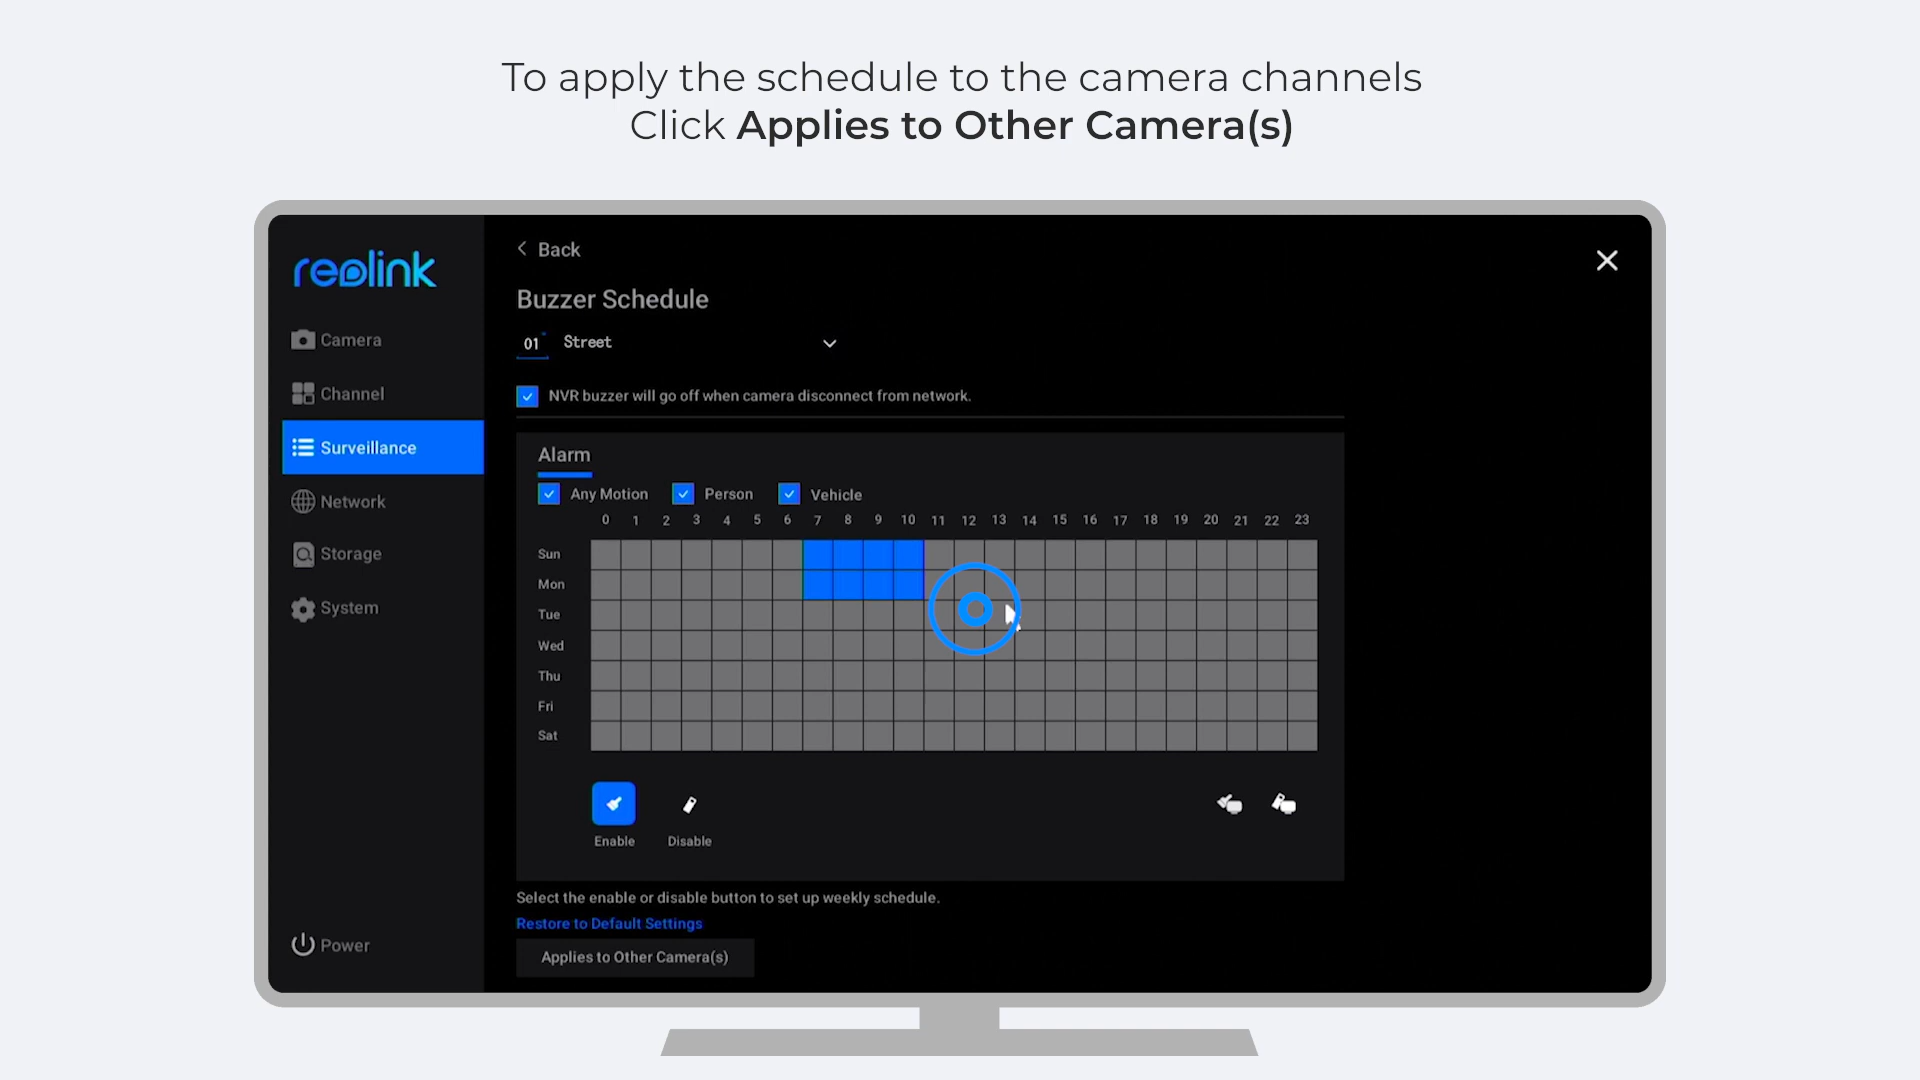 To apply the schedule to the camera channels
Click Applies to Other Camera(s)
reolink
Back
Buzzer Schedule
01 Street
Camera
Channel
NVR buzzer will go off when camera disconnect from network.
Surveillance
Alarm
Any Motion Person Vehicle
Network
0 1 2 3 4 5 6 7 8 9 10 11 12 13 14 15 16 17 18 19 20 21 22 23
Storage
Sun
Mon
System
Tue
Wed
Thu
Fri
Sat
Enable Disable
Select the enable or disable button to set up weekly schedule.
Restore to Default Settings
Power
Applies to Other Camera(s)